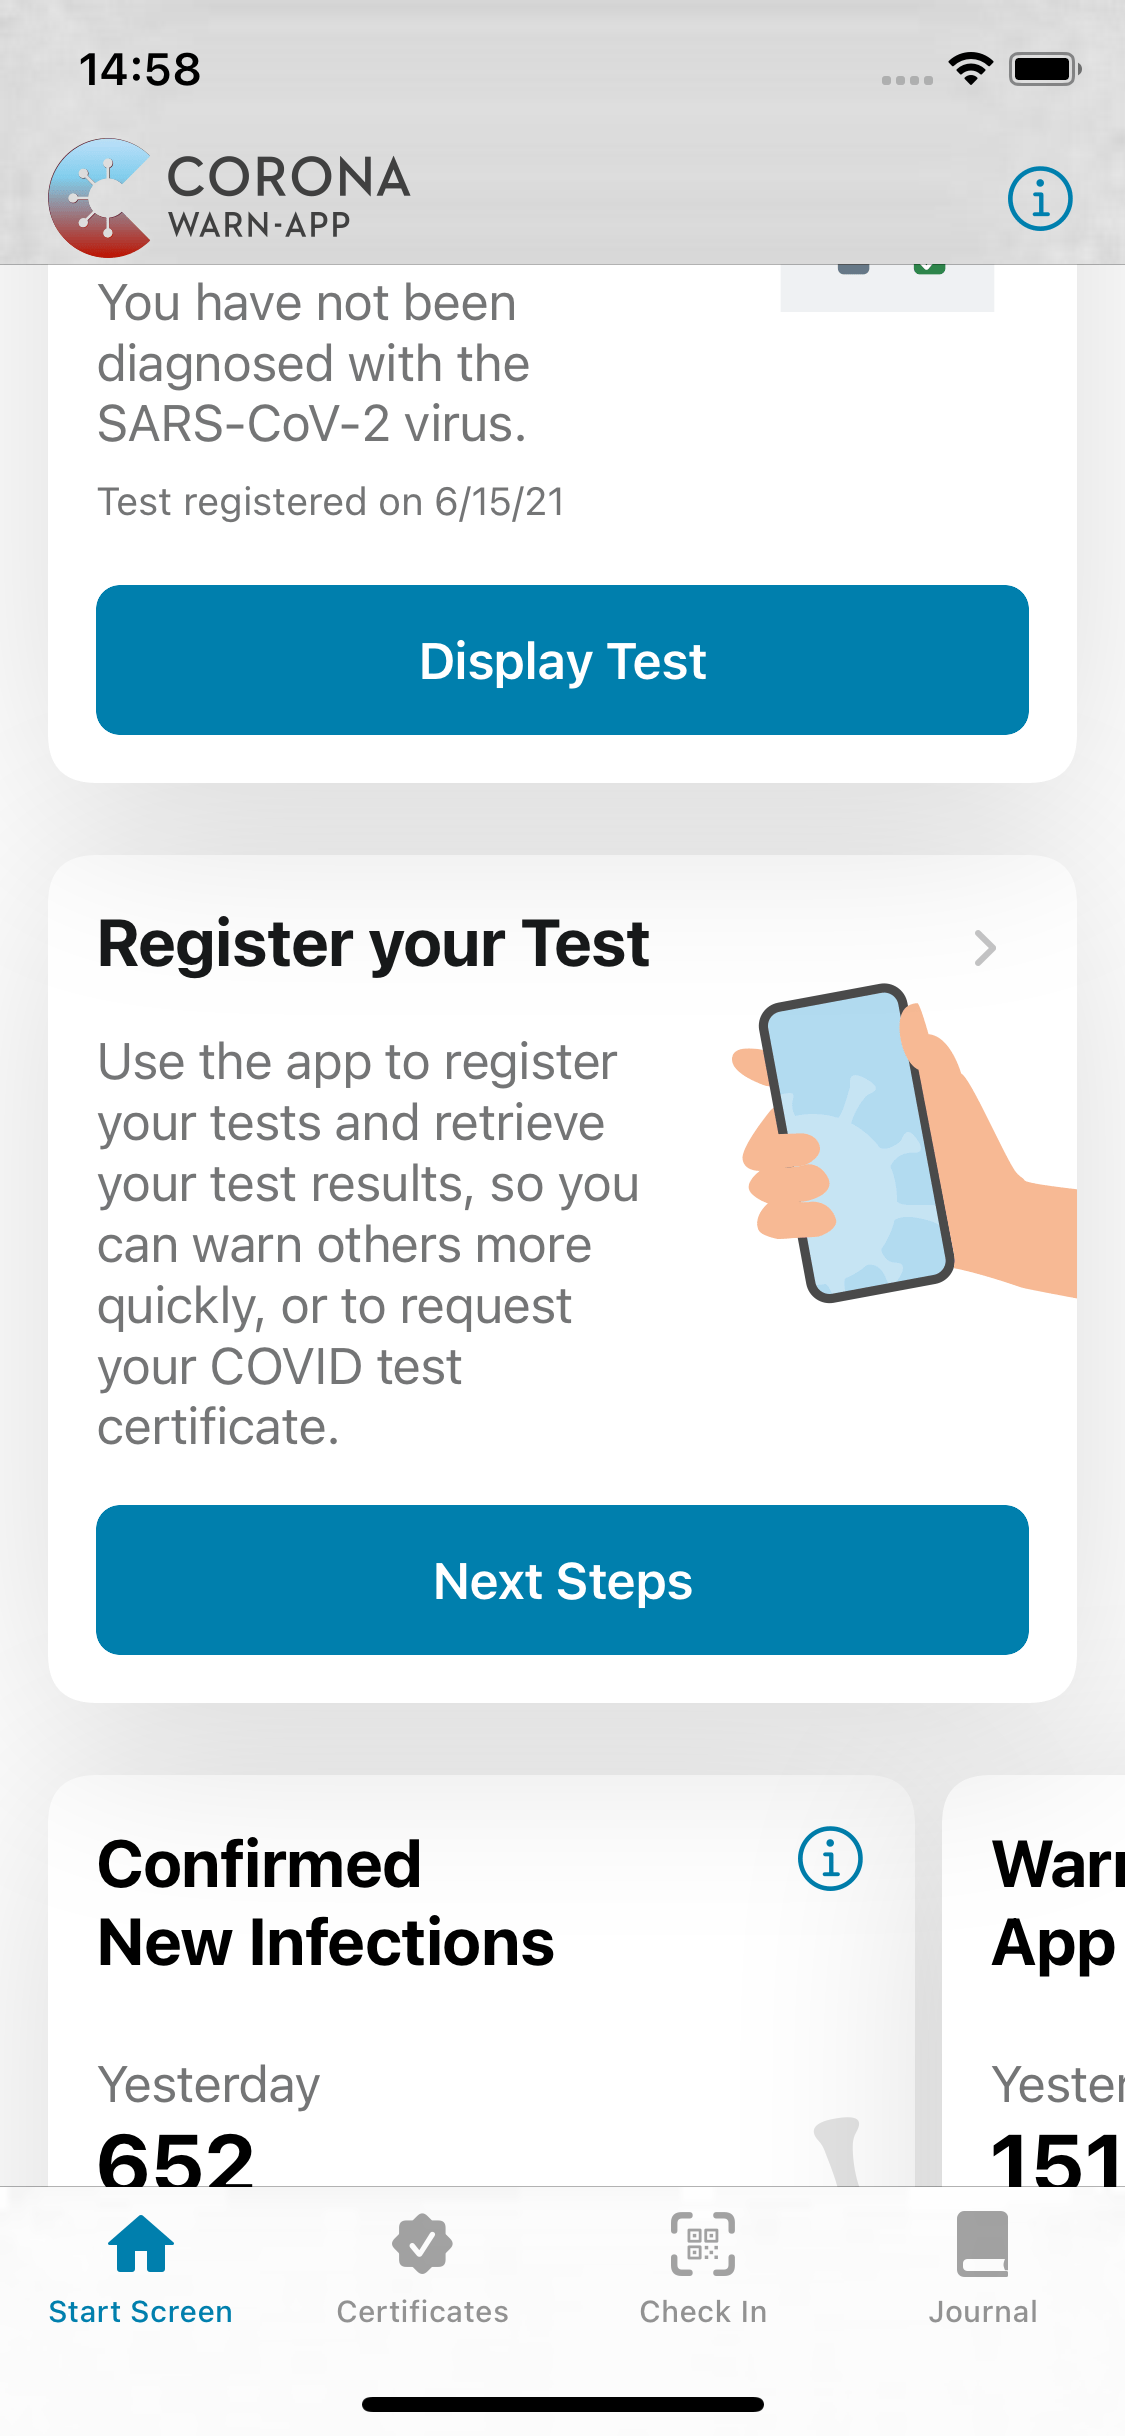 14:58
CORONA
WARN-APP
You have not been
diagnosed with the
SARS-CoV-2 virus.
Test registered on 6/15/21
Display Test
Register your Test
Use the app to register
your tests and retrieve
your test results, so you
can warn others more
quickly, or to request
your COVID test
certificate.
Next Steps
Confirmed
New Infections
Yesterday
652
App
151
Start Screen
Certificates
Check In
Journal